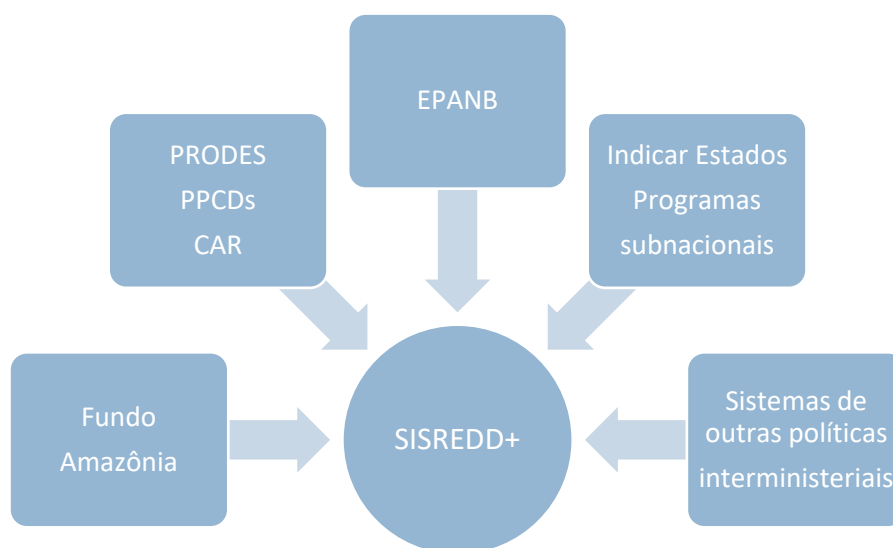 EPANB
PRODES
PPCDs
CAR
Indicar Estados
Programas
subnacionais
Fundo
Amazônia
SISREDD+
Sistemas de
outras políticas
interministeriais